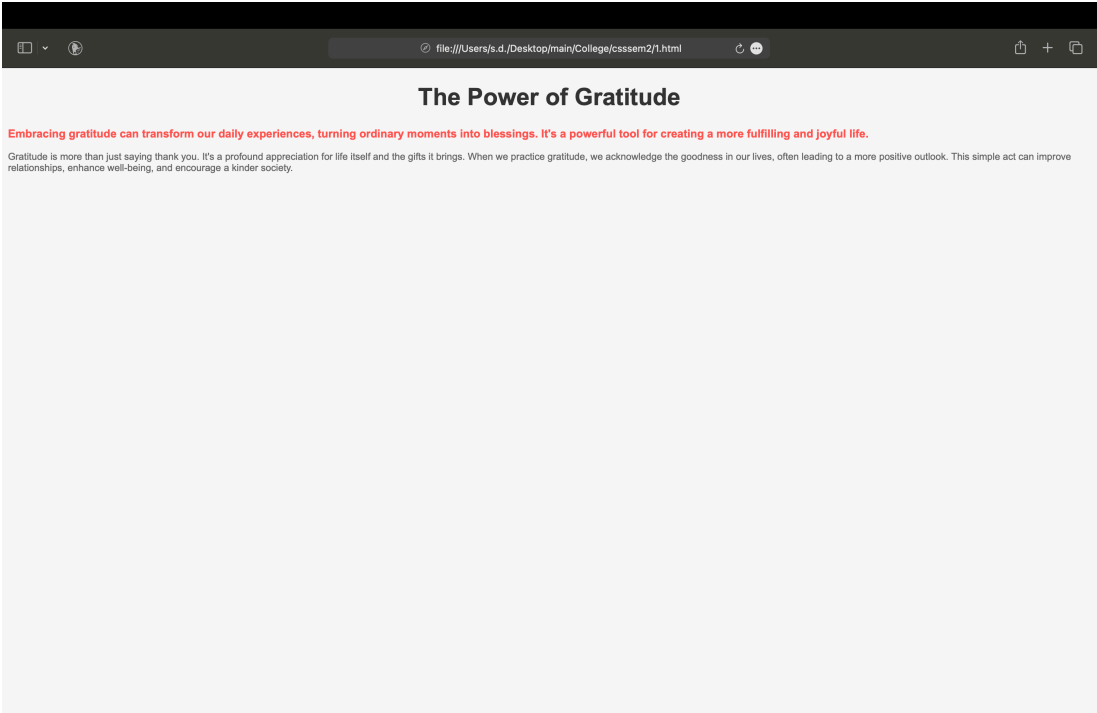 file:///Users/s.d./Desktop/main/College/csssem2/1.html
The Power of Gratitude
Embracing gratitude can transform our daily experiences, turning ordinary moments into blessings. It's a powerful tool for creating a more fulfilling and joyful life.
Gratitude is more than just saying thank you. It's a profound appreciation for life itself and the gifts it brings. When we practice gratitude, we acknowledge the goodness in our lives, often leading to a more positive outlook. This simple act can improve
relationships, enhance well-being, and encourage a kinder society.